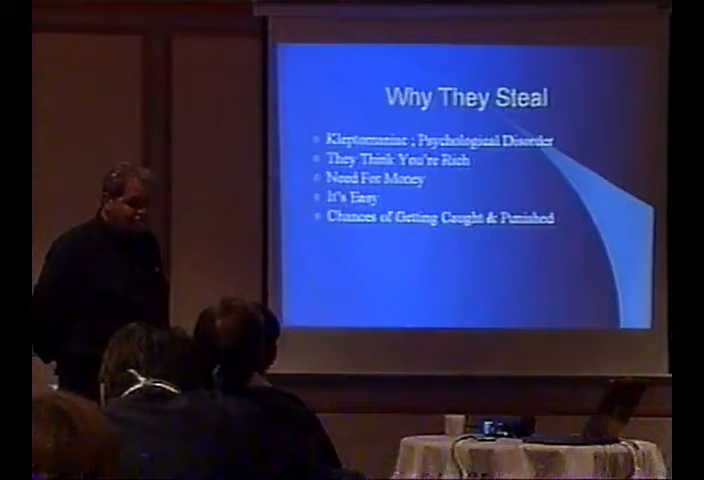 Why They Steal
Kleptomaniac ; Psychological Disorder
They Think You're Rich
Need For Money
It's Easy
Chances of Getting Caught & Punished